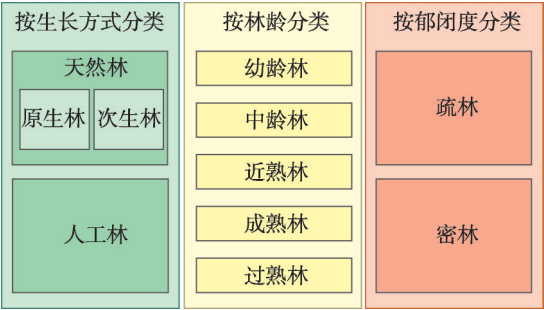 按生长方式分类
天然林
原生林
次生林
人工林
按林龄分类
幼龄林
中龄林
近熟林
成熟林
过熟林
按郁闭度分类
疏林
密林